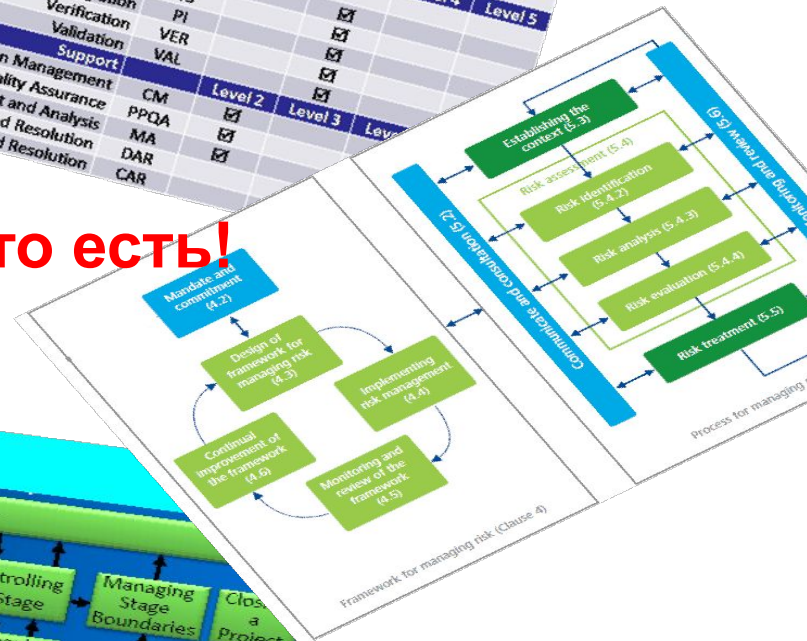 PI
Verification VER
Validation VAL
Level 5
Support Level 2 Level 3
Management CM
Assurance PPQA
and Analysis MA
Resolution DAR
Resolution CAR
то есть!
Mandate and
commitment
(4.2)
Design of
framework for
managing risk
(4.3)
Implementing
risk management
(4.4)
Continual
improvement of
the framework
(4.6)
Monitoring and
review of the
framework
(4.5)
Framework for managing risk (Clause 4)
Establishing the
context (5.3)
Risk assessment (5.4)
Risk identification
(5.4.2)
Risk analysis (5.4.3)
Risk evaluation (5.4.4)
Risk treatment (5.5)
Communicate and consultation (5.2)
and review (5.6)
Process for managing
Stage
Managing
Stage
Boundaries
a